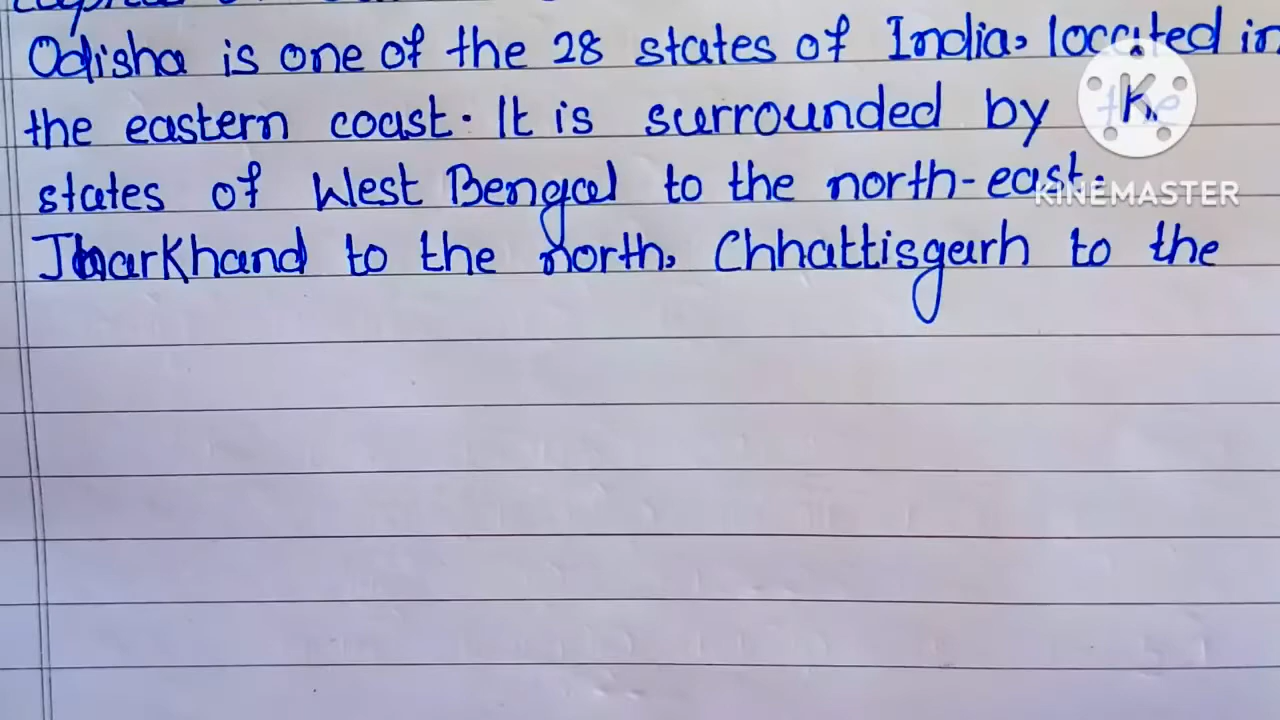 Odisha is one of the 28 states of India, located in
the eastern coast. It is surrounded by the
states of West Bengal to the north-east.
Jharkhand to the north, Chhattisgarh to the
K
KINEMASTER